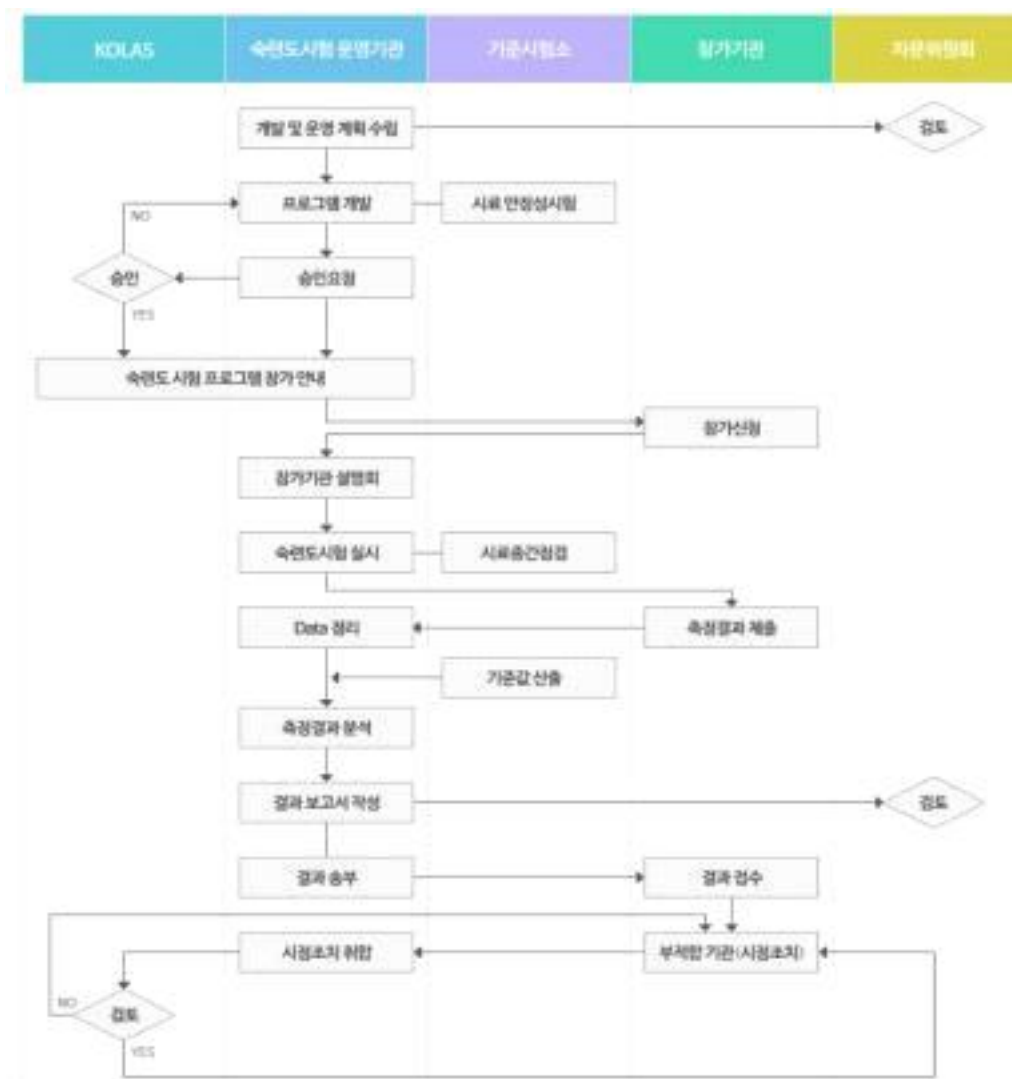 KOLAS
숙련도시험 운영기관
기준시험소
참가기관
자문위원회
개발 및 운영 계획 수립
검토
프로그램 개발
시료 안정성시험
NO
승인
승인요청
YES
숙련도 시험 프로그램 참가 안내
참가신청
참가기관 설명회
숙련도시험 실시
시료중간점검
Data 정리
측정결과 제출
기준값 산출
측정결과 분석
결과 보고서 작성
검토
결과 송부
결과 접수
시정조치 취합
부적합 기관(시정조치)
NO
검토
YES